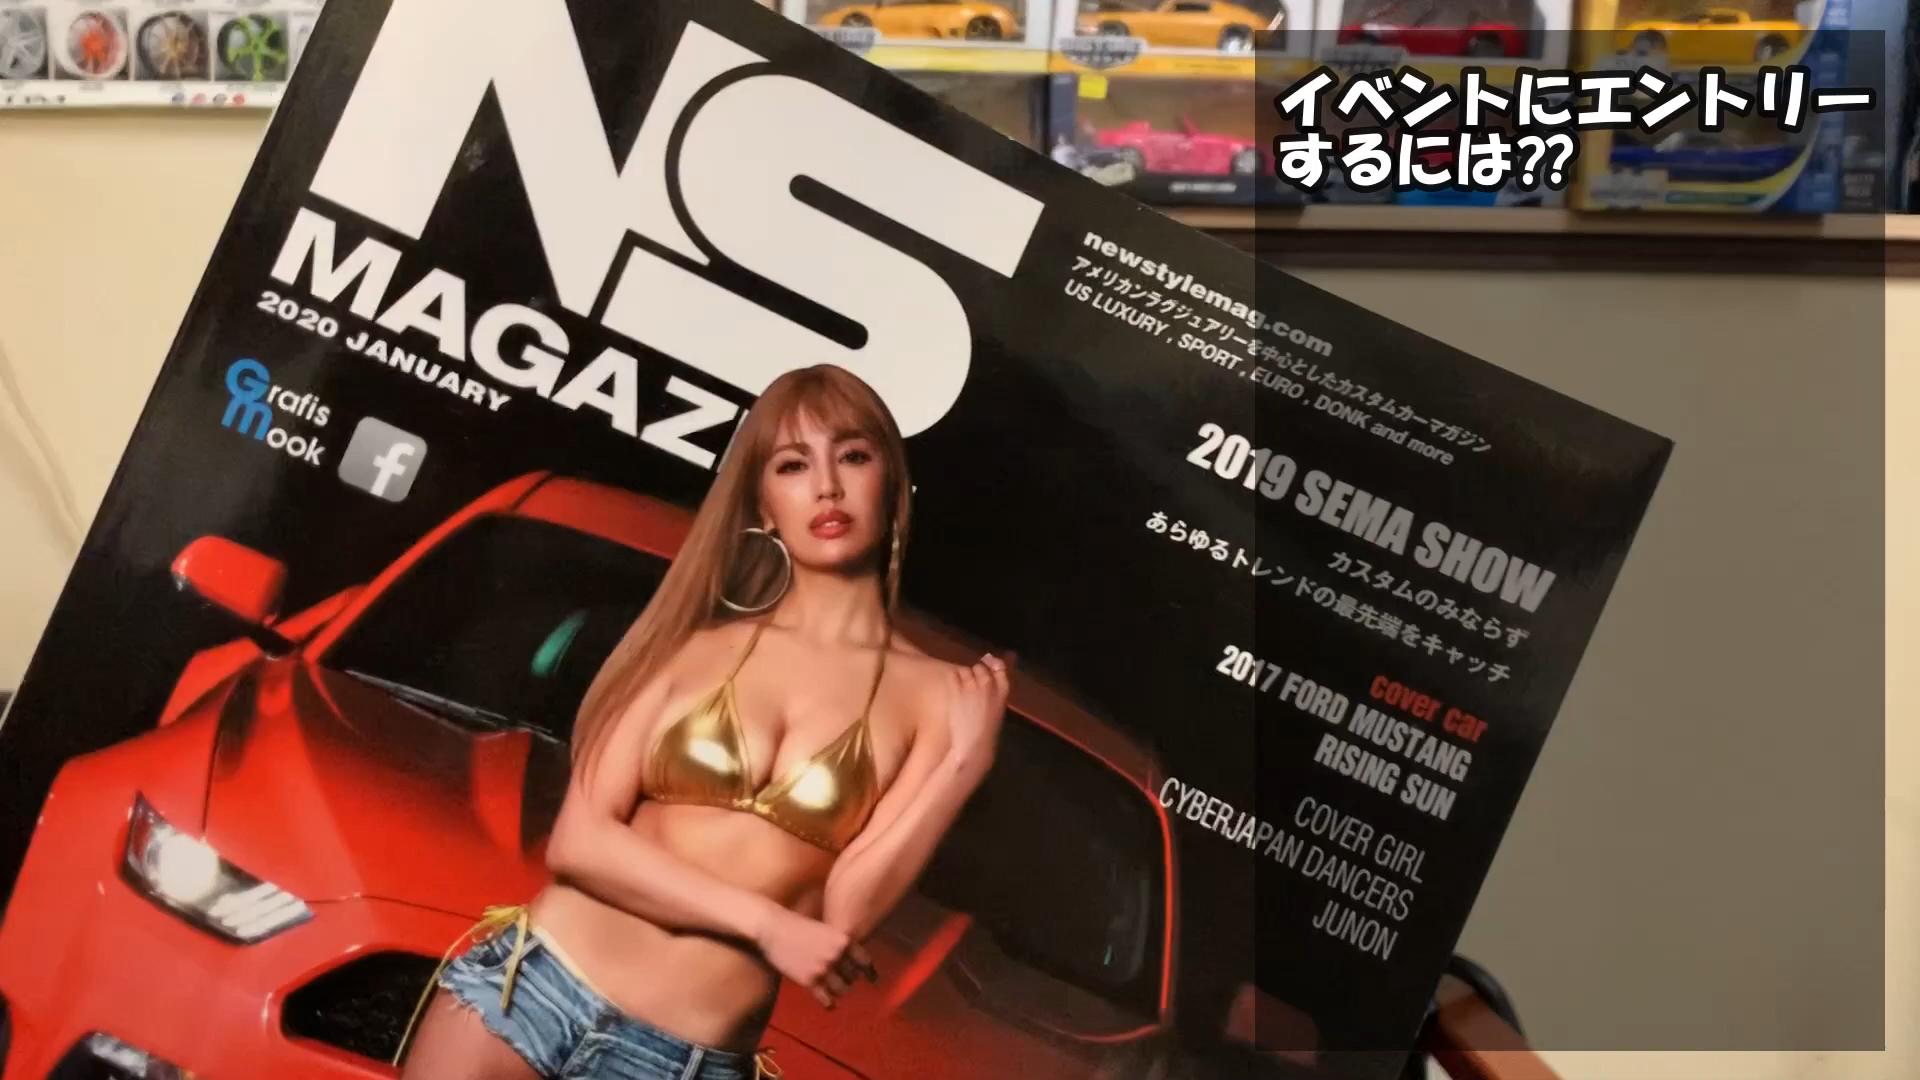 イベントにエントリー
するには??
NS
MAGAZI
2020 JANUARY
Grafis
mook
f
newstylemag.com
アメリカンラグジュアリーを中心としたカスタムカーマガジン
US LUXURY , SPORT , EURO , DONK and more
2019 SEMA SHOW
カスタムのみならず
あらゆるトレンドの最先端をキャッチ
cover car
2017 FORD MUSTANG
RISING SUN
COVER GIRL
CYBERJAPAN DANCERS
JUNON